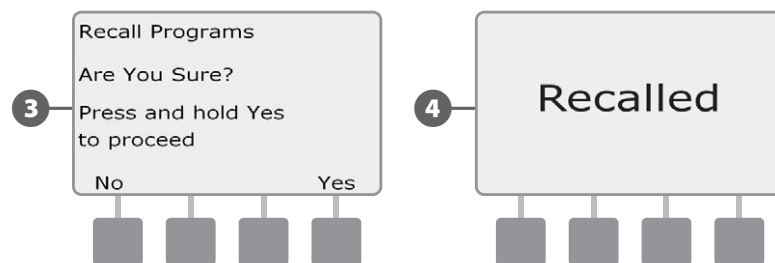 3
Recall Programs
Are You Sure?
Press and hold Yes
to proceed
No Yes
4
Recalled